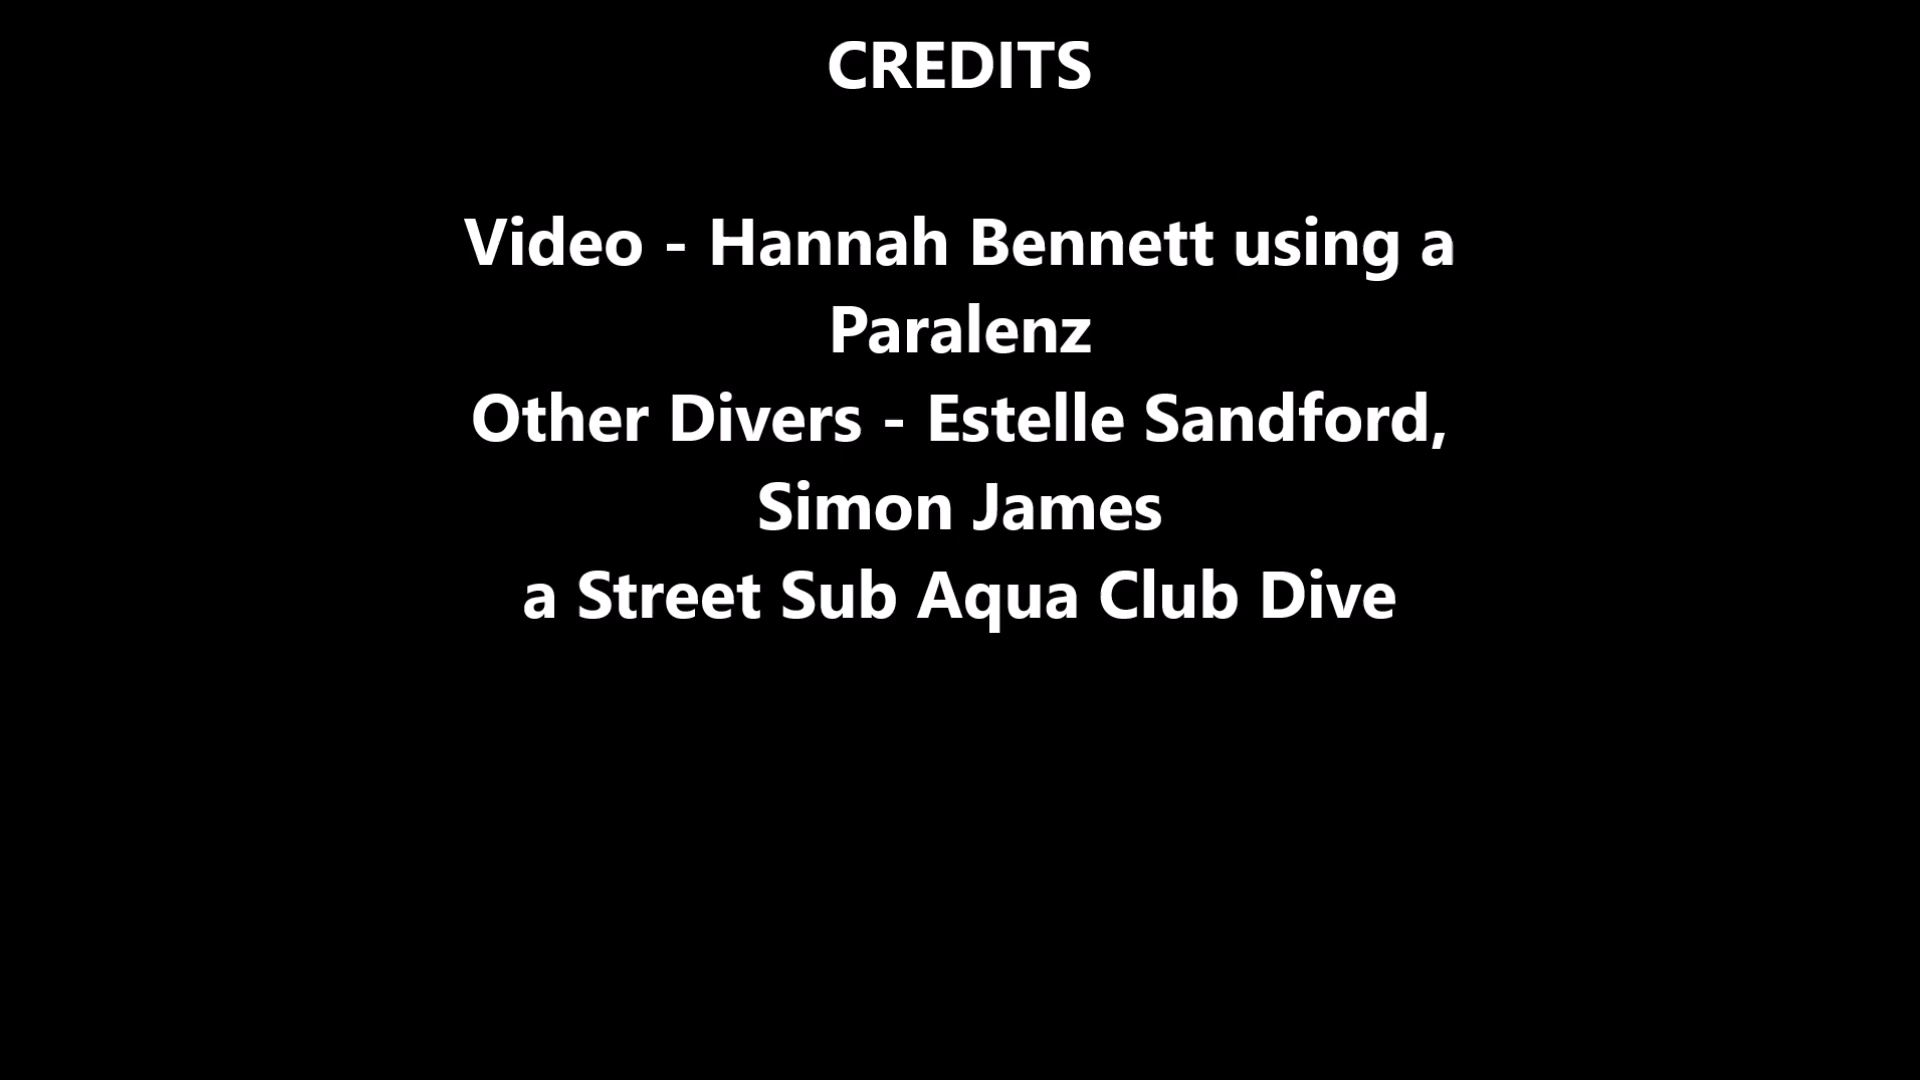 CREDITS
Video - Hannah Bennett using a
Paralenz
Other Divers - Estelle Sandford,
Simon James
a Street Sub Aqua Club Dive